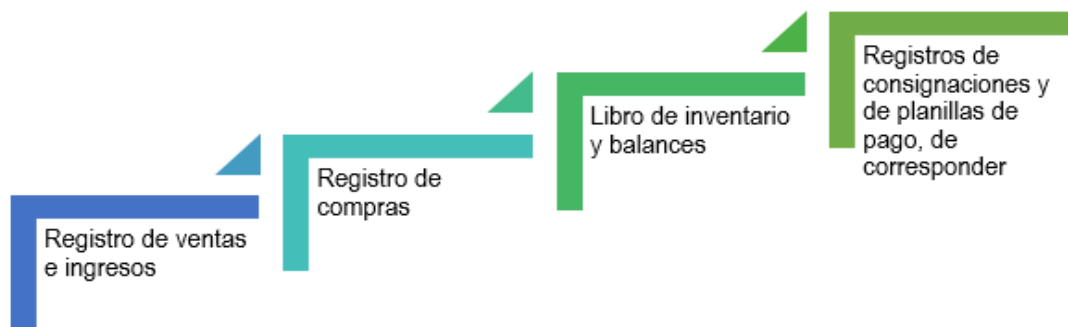 Registro de ventas
e ingresos
Registro de
compras
Libro de inventario
y balances
Registros de
consignaciones y
de planillas de
pago, de
corresponder